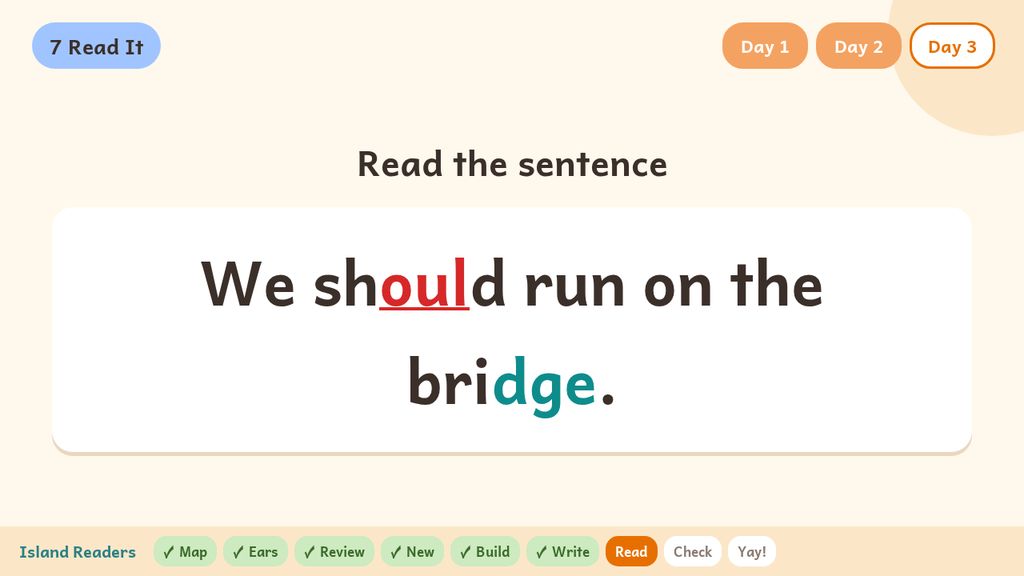 7 Read It
Day 1
Day 2
Day 3
Read the sentence
We should run on the
bridge.
Island Readers
✓ Map
✓ Ears
✓ Review
✓ New
✓ Build
✓ Write
Read
Check
Yay!